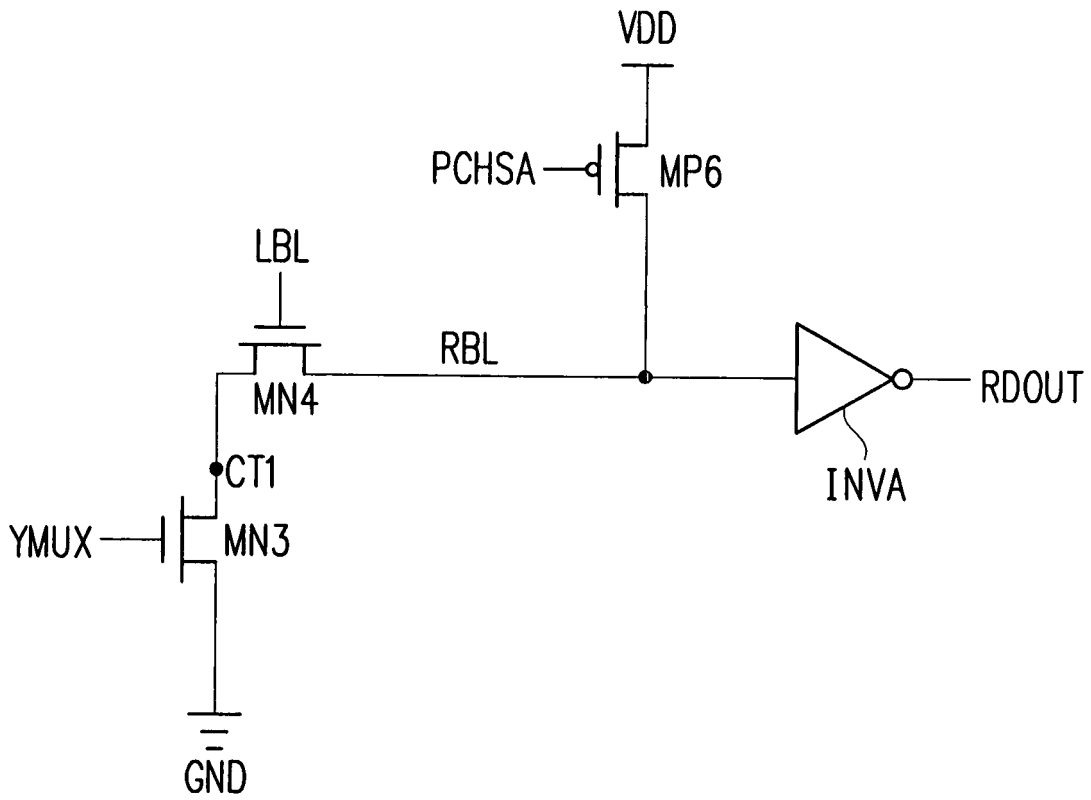 VDD
PCHSA
MP6
LBL
RBL
MN4
RDOUT
CT1
INVA
YMUX
MN3
GND